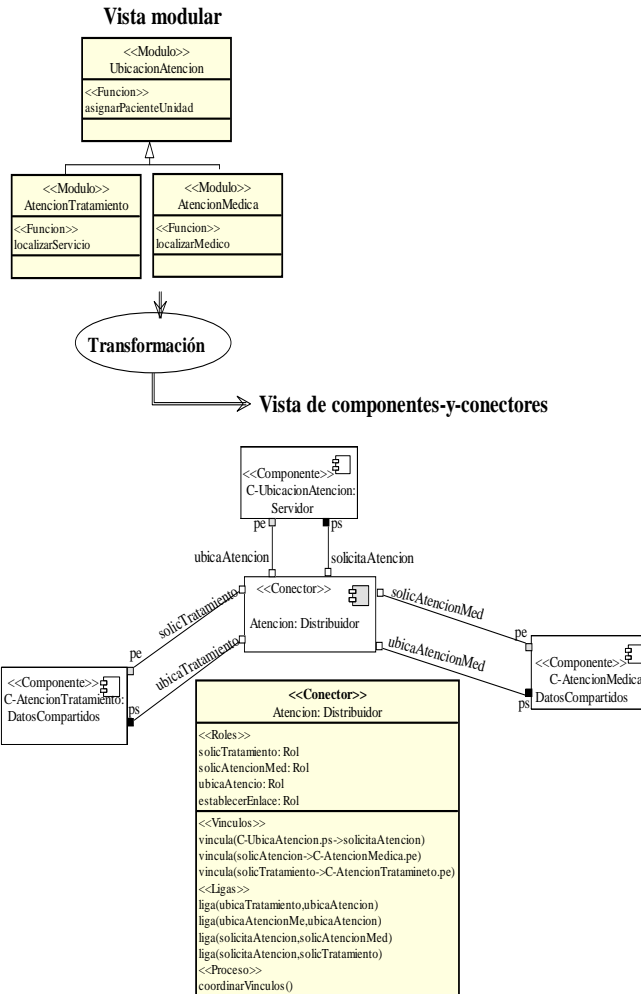 Vista modular
<<Modulo>>
UbicacionAtencion
<<Funcion>>
asignarPacienteUnidad
<<Modulo>>
AtencionTratamiento
<<Funcion>>
localizarServicio
<<Modulo>>
AtencionMedica
<<Funcion>>
localizarMedico
Transformación
Vista de componentes-y-conectores
<<Componente>>
C-UbicacionAtencion:
Servidor
pe
ps
ubicaAtencion
solicitaAtencion
<<Conector>>
Atencion: Distribuidor
solicTratamiento
ubicaTratamiento
solicAtencionMed
ubicaAtencionMed
pe
ps
<<Componente>>
C-AtencionTratamiento:
DatosCompartidos
pe
ps
<<Componente>>
C-AtencionMedica
DatosCompartidos
<<Conector>>
Atencion: Distribuidor
<<Roles>>
solicTratamiento: Rol
solicAtencionMed: Rol
ubicaAtencio: Rol
establecerEnlace: Rol
<<Vinculos>>
vincula(C-UbicaAtencion.ps->solicitaAtencion)
vincula(solicAtencion->C-AtencionMedica.pe)
vincula(solicTratamiento->C-AtencionTratamineto.pe)
<<Ligas>>
liga(ubicaTratamiento,ubicaAtencion)
liga(ubicaAtencionMe,ubicaAtencion)
liga(solicitaAtencion,solicAtencionMed)
liga(solicitaAtencion,solicTratamiento)
<<Proceso>>
coordinarVinculos()